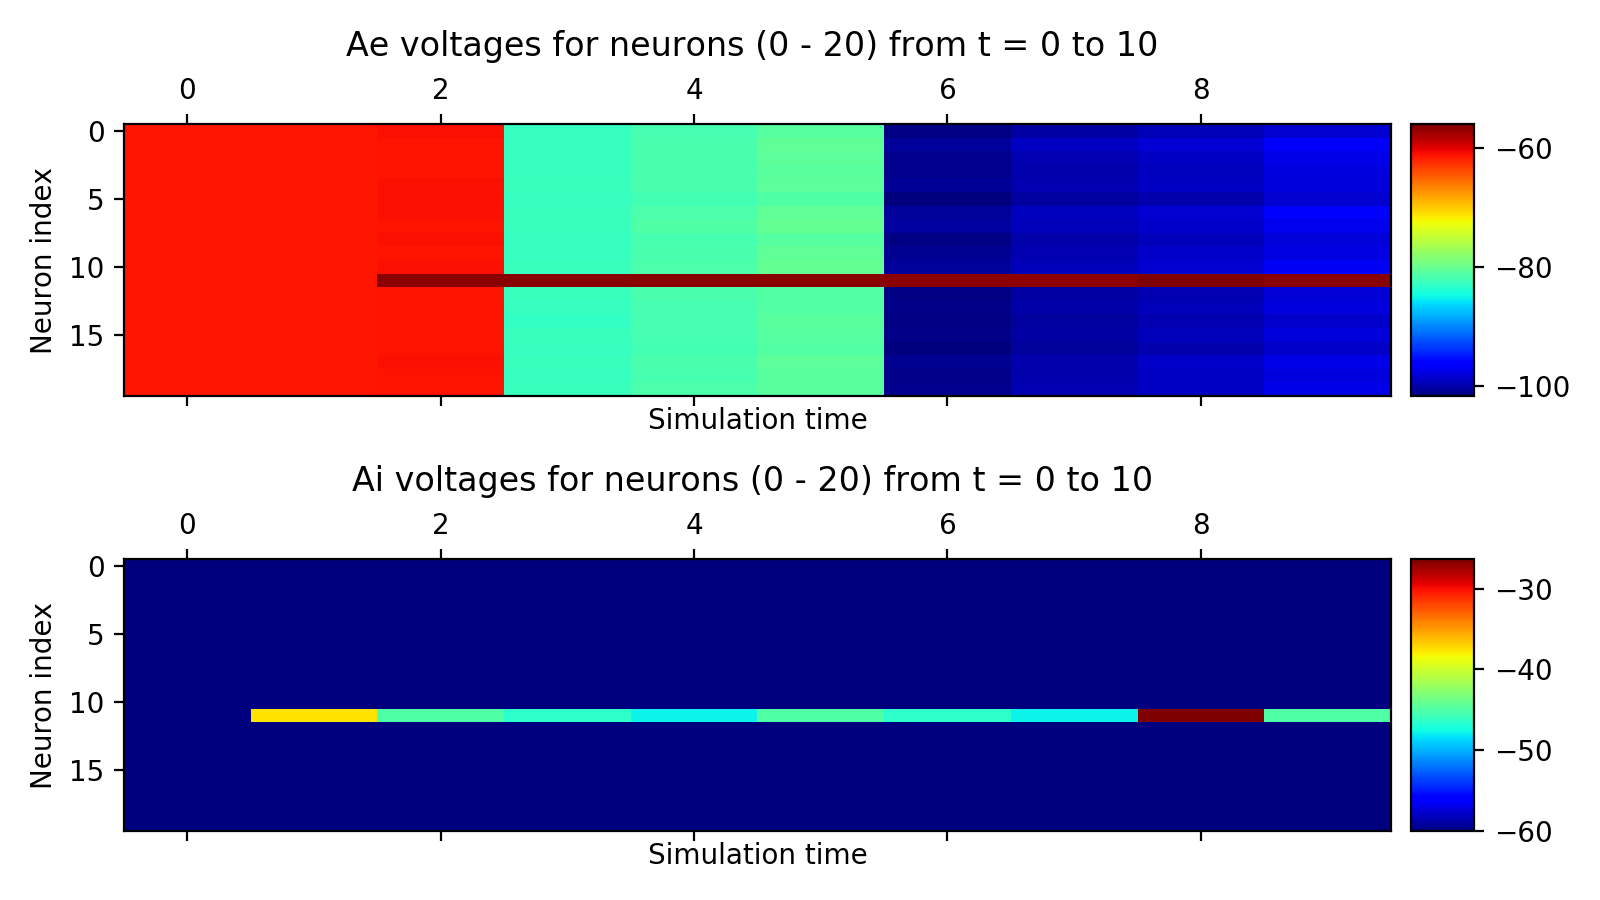 Ae voltages for neurons (0 - 20) from t = 0 to 10
0 2 4 6 8
Neuron index
0
5
10
15
−60
−80
−100
Simulation time
Ai voltages for neurons (0 - 20) from t = 0 to 10
0 2 4 6 8
Neuron index
0
5
10
15
−30
−40
−50
−60
Simulation time